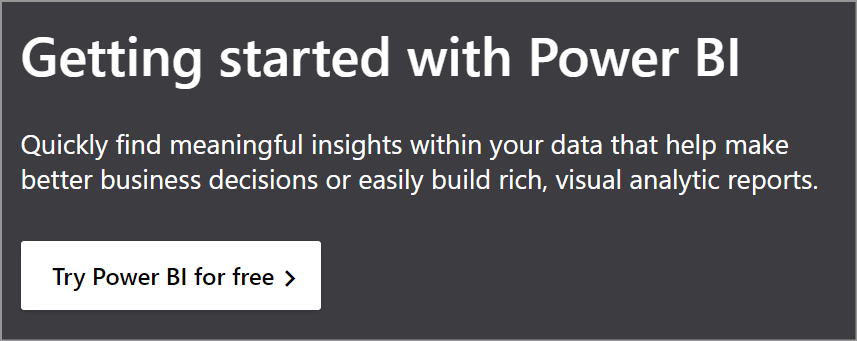 Getting started with Power BI
Quickly find meaningful insights within your data that help make
better business decisions or easily build rich, visual analytic reports.
Try Power BI for free >